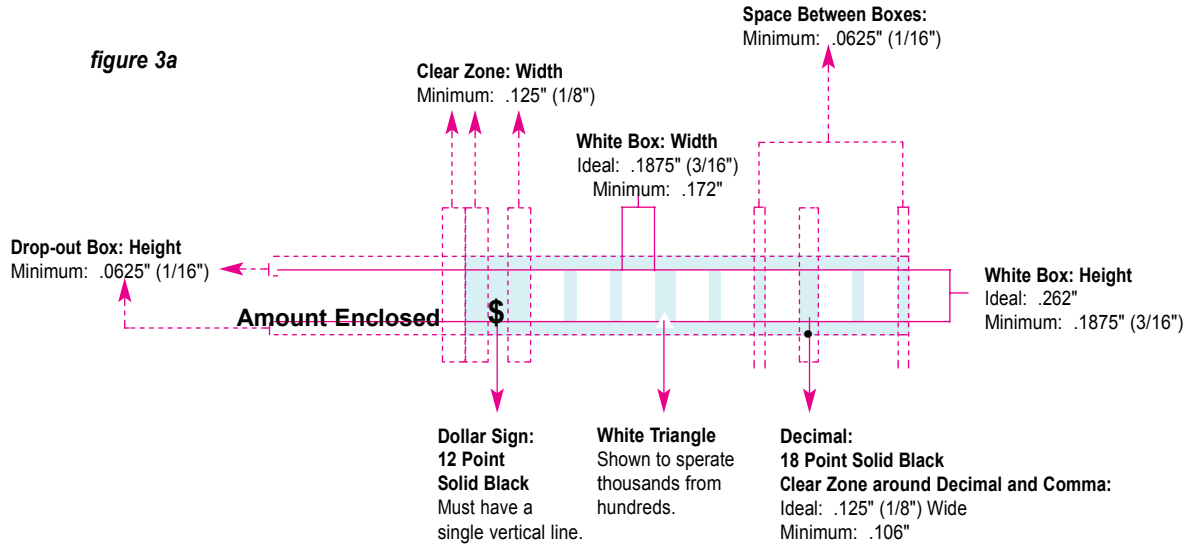 Space Between Boxes:
Minimum: .0625" (1/16")
figure 3a
Clear Zone: Width
Minimum: .125" (1/8")
White Box: Width
Ideal: .1875" (3/16")
Minimum: .172"
Drop-out Box: Height
Minimum: .0625" (1/16")
White Box: Height
Ideal: .262"
Minimum: .1875" (3/16")
Amount Enclosed $ .
Dollar Sign:
12 Point
Solid Black
Must have a
single vertical line.
White Triangle
Shown to sperate
thousands from
hundreds.
Decimal:
18 Point Solid Black
Clear Zone around Decimal and Comma:
Ideal: .125" (1/8") Wide
Minimum: .106"